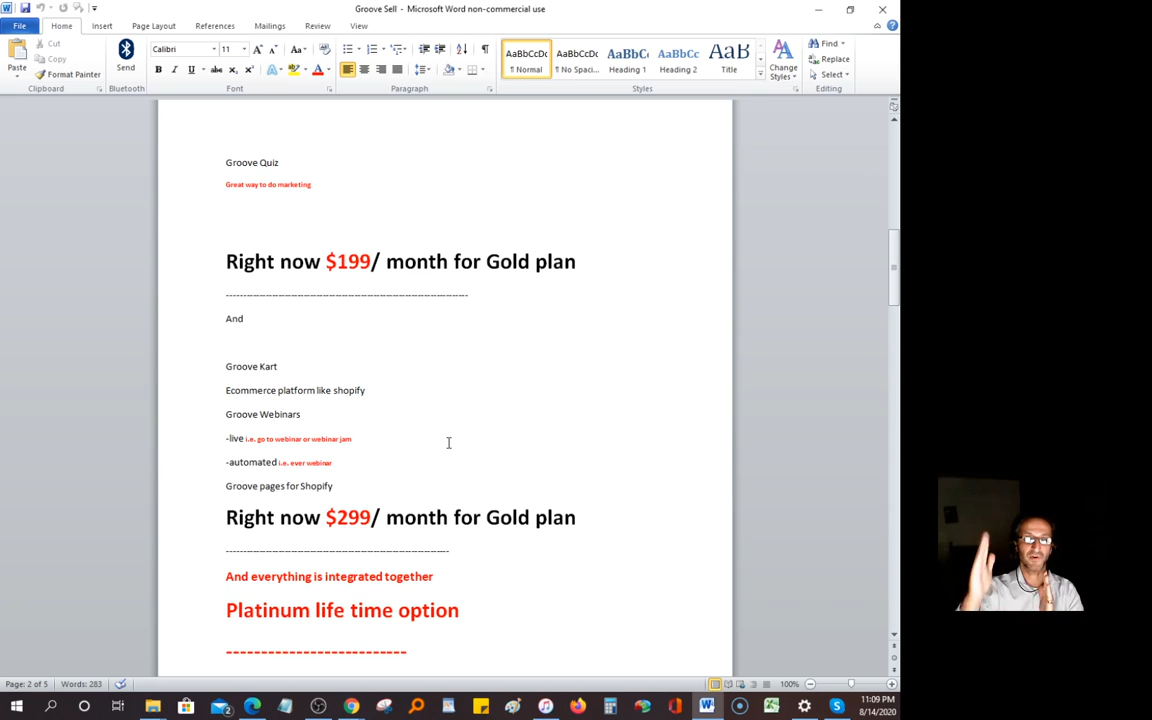 Groove Sell - Microsoft Word non-commercial use
File Home Insert Page Layout References Mailings Review View
Paste Cut Copy Format Painter Clipboard
Send Bluetooth
Calibri 11 Font
Paragraph
AaBbCcDc ¶ Normal
AaBbCcDc ¶ No Spaci...
AaBbCc Heading 1
AaBbCc Heading 2
AaB Title
Change Styles Styles
Find Replace Select Editing
Groove Quiz
Great way to do marketing
Right now $199/ month for Gold plan
--------------------------------------------------------------------------------
And
Groove Kart
Ecommerce platform like shopify
Groove Webinars
-live i.e. go to webinar or webinar jam
-automated i.e. ever webinar
Groove pages for Shopify
Right now $299/ month for Gold plan
--------------------------------------------------------------------------
And everything is integrated together
Platinum life time option
--------------------------
Page: 2 of 5 Words: 283 100%
11:09 PM
8/14/2020